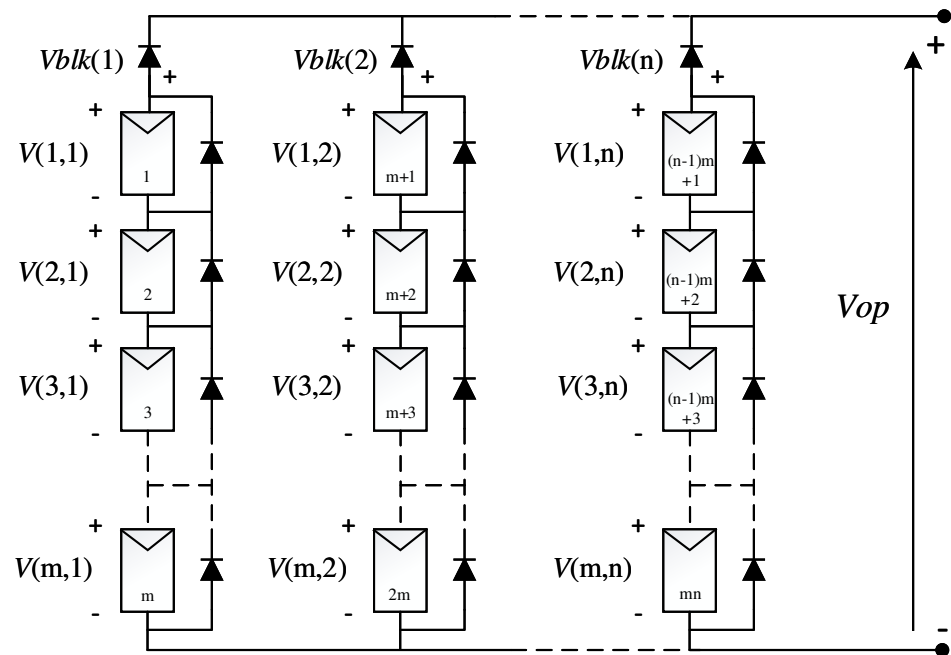 Vblk(1) Vblk(2) Vblk(n) +
+ + +
+ + +
V(1,1) 1 V(1,2) m+1 V(1,n) (n-1)m
+1
- - -
+ + +
V(2,1) 2 V(2,2) m+2 V(2,n) (n-1)m
+2
- - -
Vop
+ + +
V(3,1) 3 V(3,2) m+3 V(3,n) (n-1)m
+3
- - -
+ + +
V(m,1) m V(m,2) 2m V(m,n) mn
- - - -